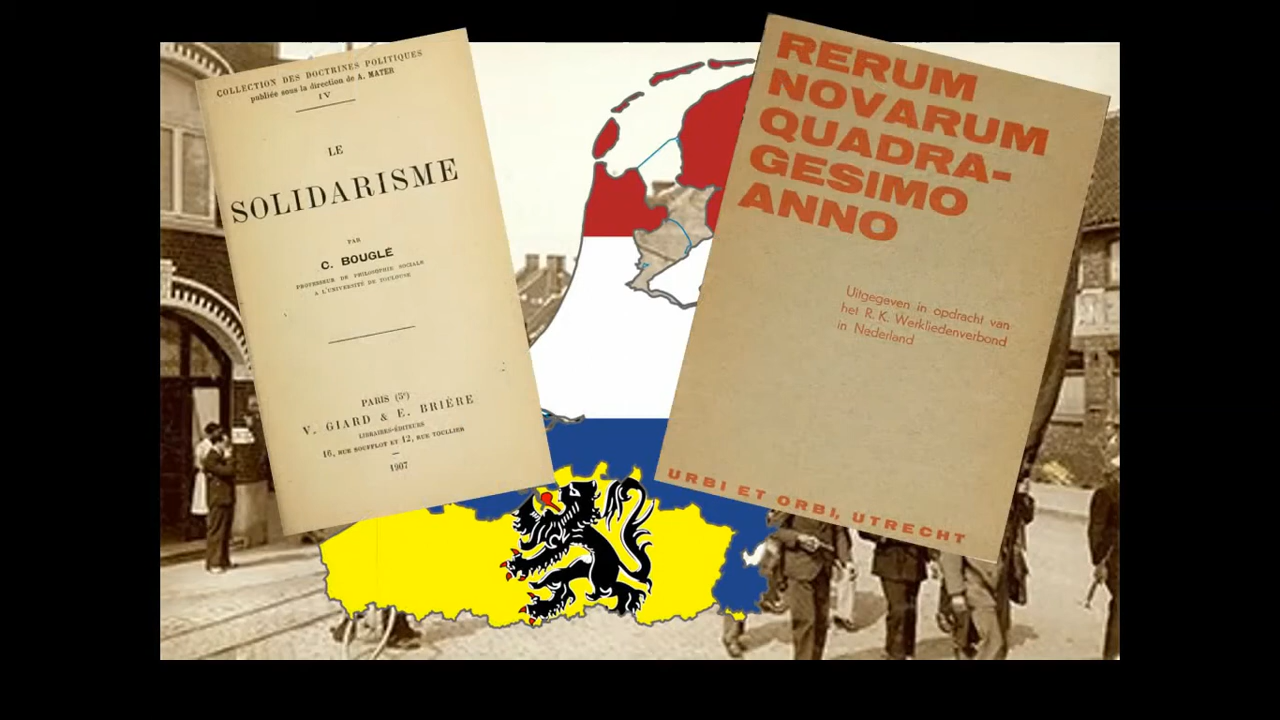 COLLECTION DES DOCTRINES POLITIQUES
publiée sous la direction de A. MATER
IV
LE
SOLIDARISME
PAR
C. BOUGLÉ
PROFESSEUR DE PHILOSOPHIE SOCIALE
A L'UNIVERSITÉ DE TOULOUSE
PARIS (5e)
V. GIARD & E. BRIÈRE
LIBRAIRES-ÉDITEURS
16, RUE SOUFFLOT ET 12, RUE TOULLIER
1907
RERUM
NOVARUM
QUADRA-
GESIMO
ANNO
Uitgegeven in opdracht van
het R. K. Werkliedenverbond
in Nederland
URBI ET ORBI, UTRECHT